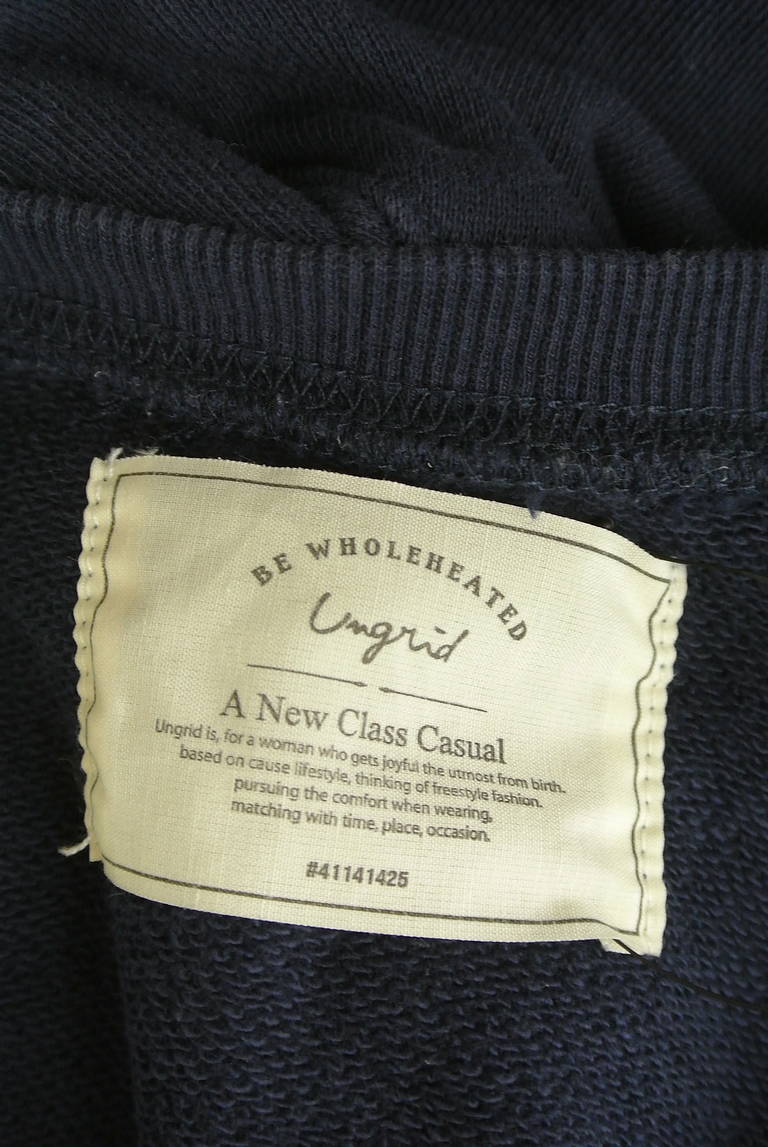 BE WHOLEHEATED
Ungrid
A New Class Casual
Ungrid is, for a woman who gets joyful the utmost from birth.
based on cause lifestyle, thinking of freestyle fashion.
pursuing the comfort when wearing,
matching with time, place, occasion.
#41141425